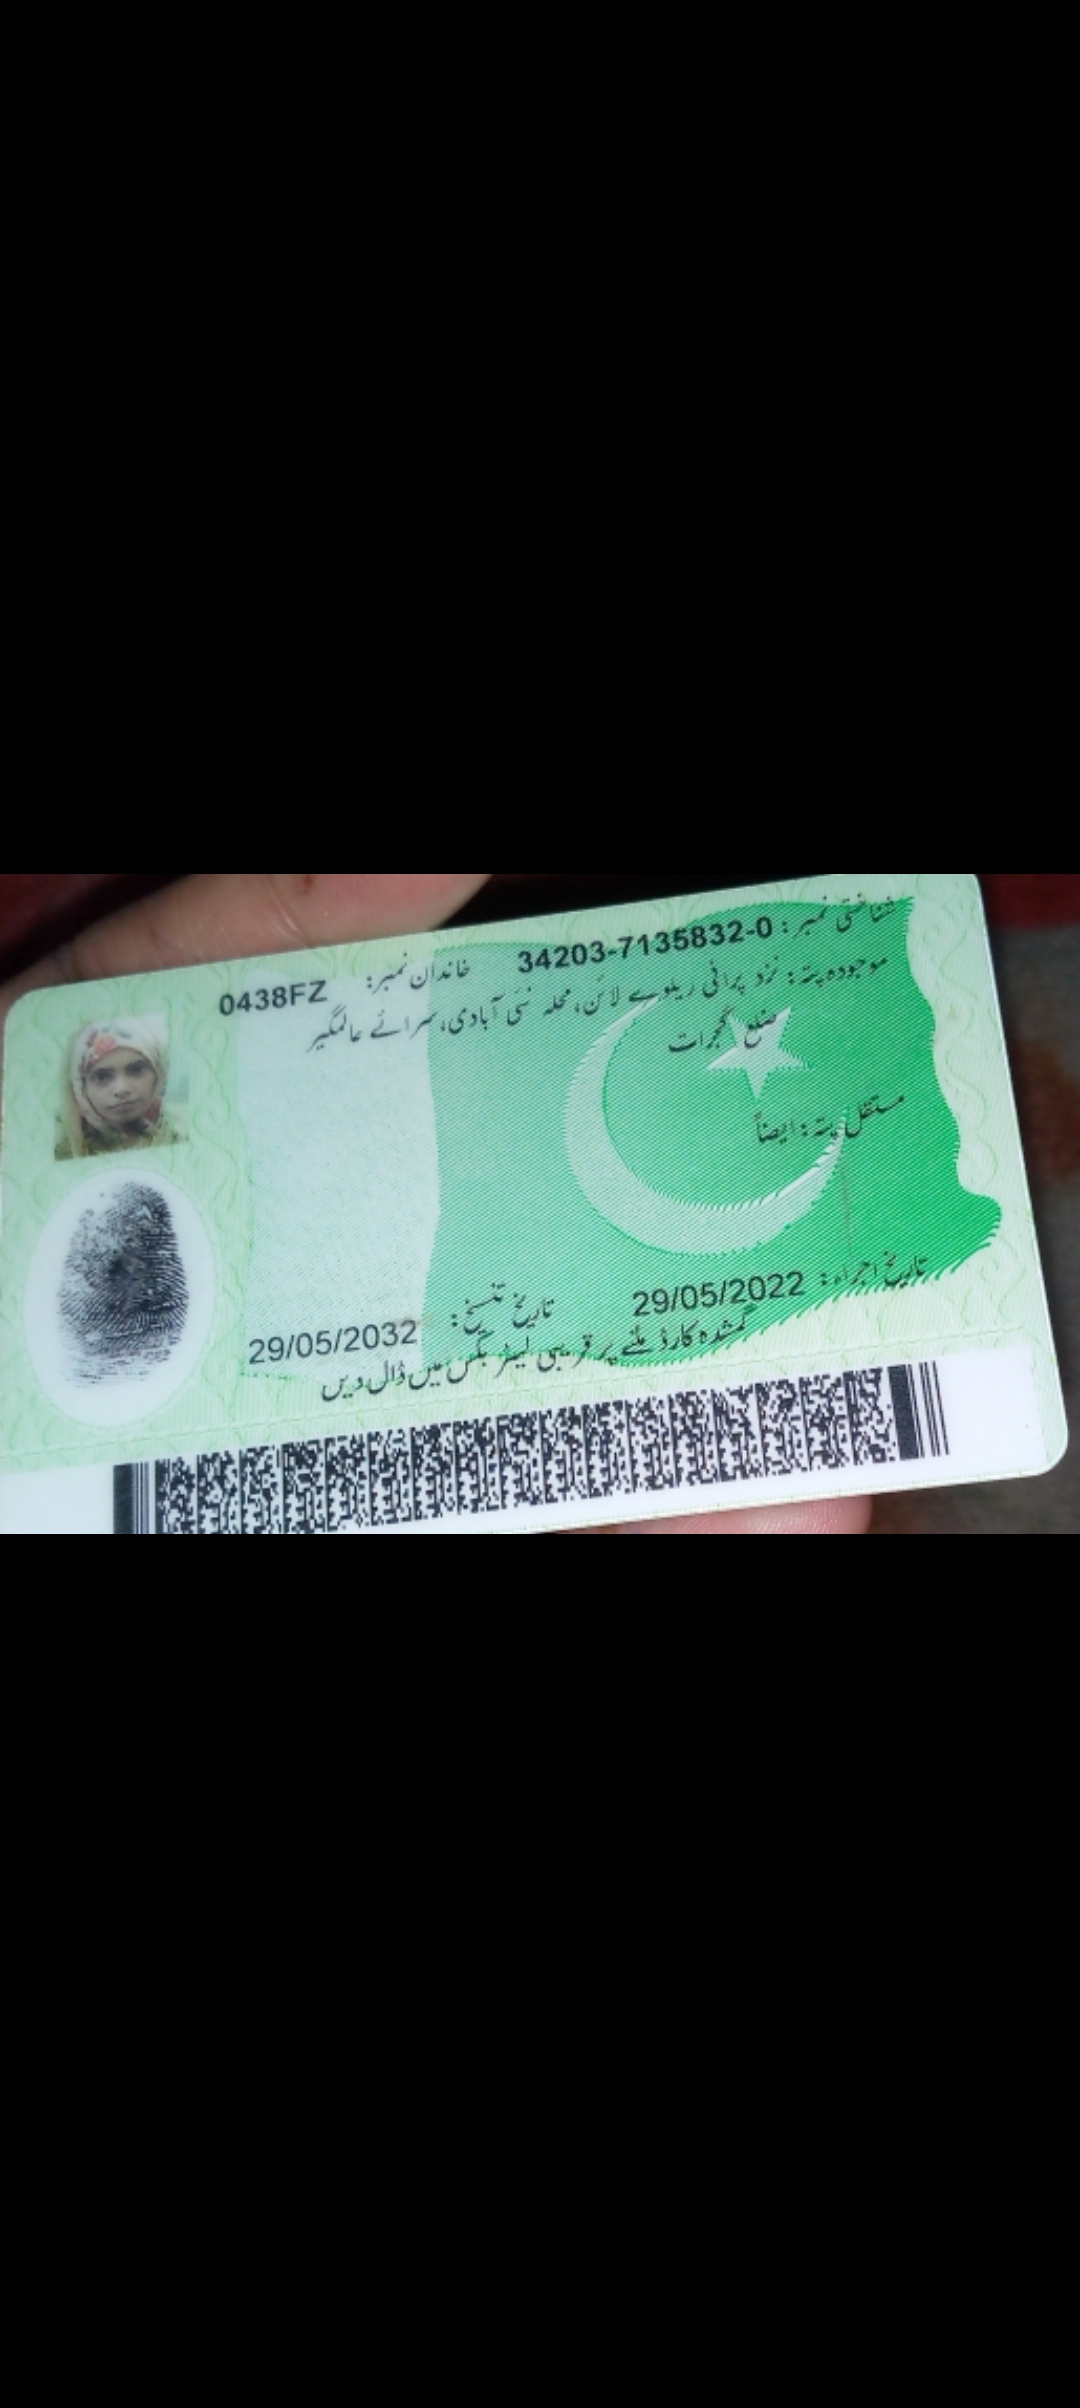 شناختی نمبر: 34203-7135832-0 خاندان نمبر: 0438FZ
موجودہ پتہ: نزد پرانی ریلوے لائن، محلہ نئی آبادی، سرائے عالمگیر
ضلع گجرات
مستقل پتہ: ایضاً
تاریخ اجراء: 29/05/2022 تاریخ تنسیخ: 29/05/2032
گمشدہ کارڈ ملنے پر قریبی لیٹر بکس میں ڈال دیں